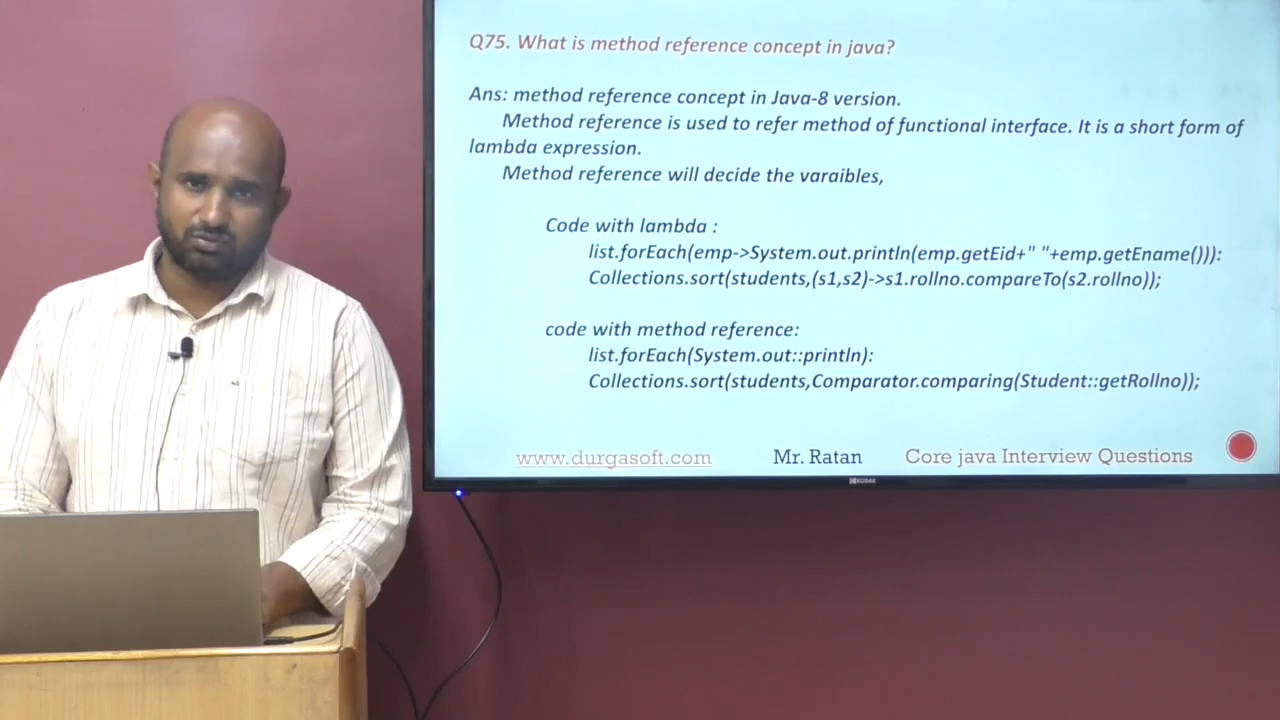 Q75. What is method reference concept in java?
Ans: method reference concept in Java-8 version.
Method reference is used to refer method of functional interface. It is a short form of
lambda expression.
Method reference will decide the varaibles,
Code with lambda :
list.forEach(emp->System.out.println(emp.getEid+" "+emp.getEname())):
Collections.sort(students,(s1,s2)->s1.rollno.compareTo(s2.rollno));
code with method reference:
list.forEach(System.out::println):
Collections.sort(students,Comparator.comparing(Student::getRollno));
www.durgasoft.com Mr. Ratan Core java Interview Questions
KODAK